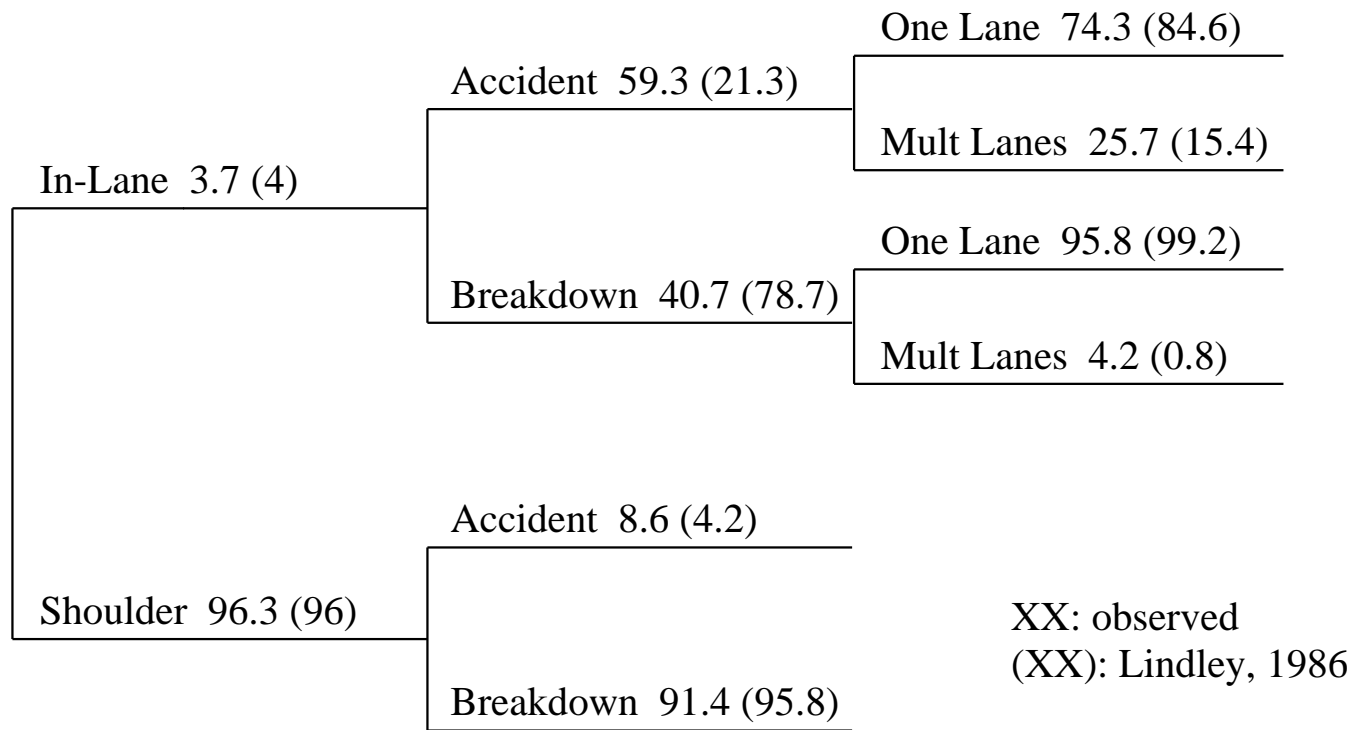 One Lane 74.3 (84.6)
Accident 59.3 (21.3)
Mult Lanes 25.7 (15.4)
In-Lane 3.7 (4)
One Lane 95.8 (99.2)
Breakdown 40.7 (78.7)
Mult Lanes 4.2 (0.8)
Accident 8.6 (4.2)
Shoulder 96.3 (96)
XX: observed
(XX): Lindley, 1986
Breakdown 91.4 (95.8)